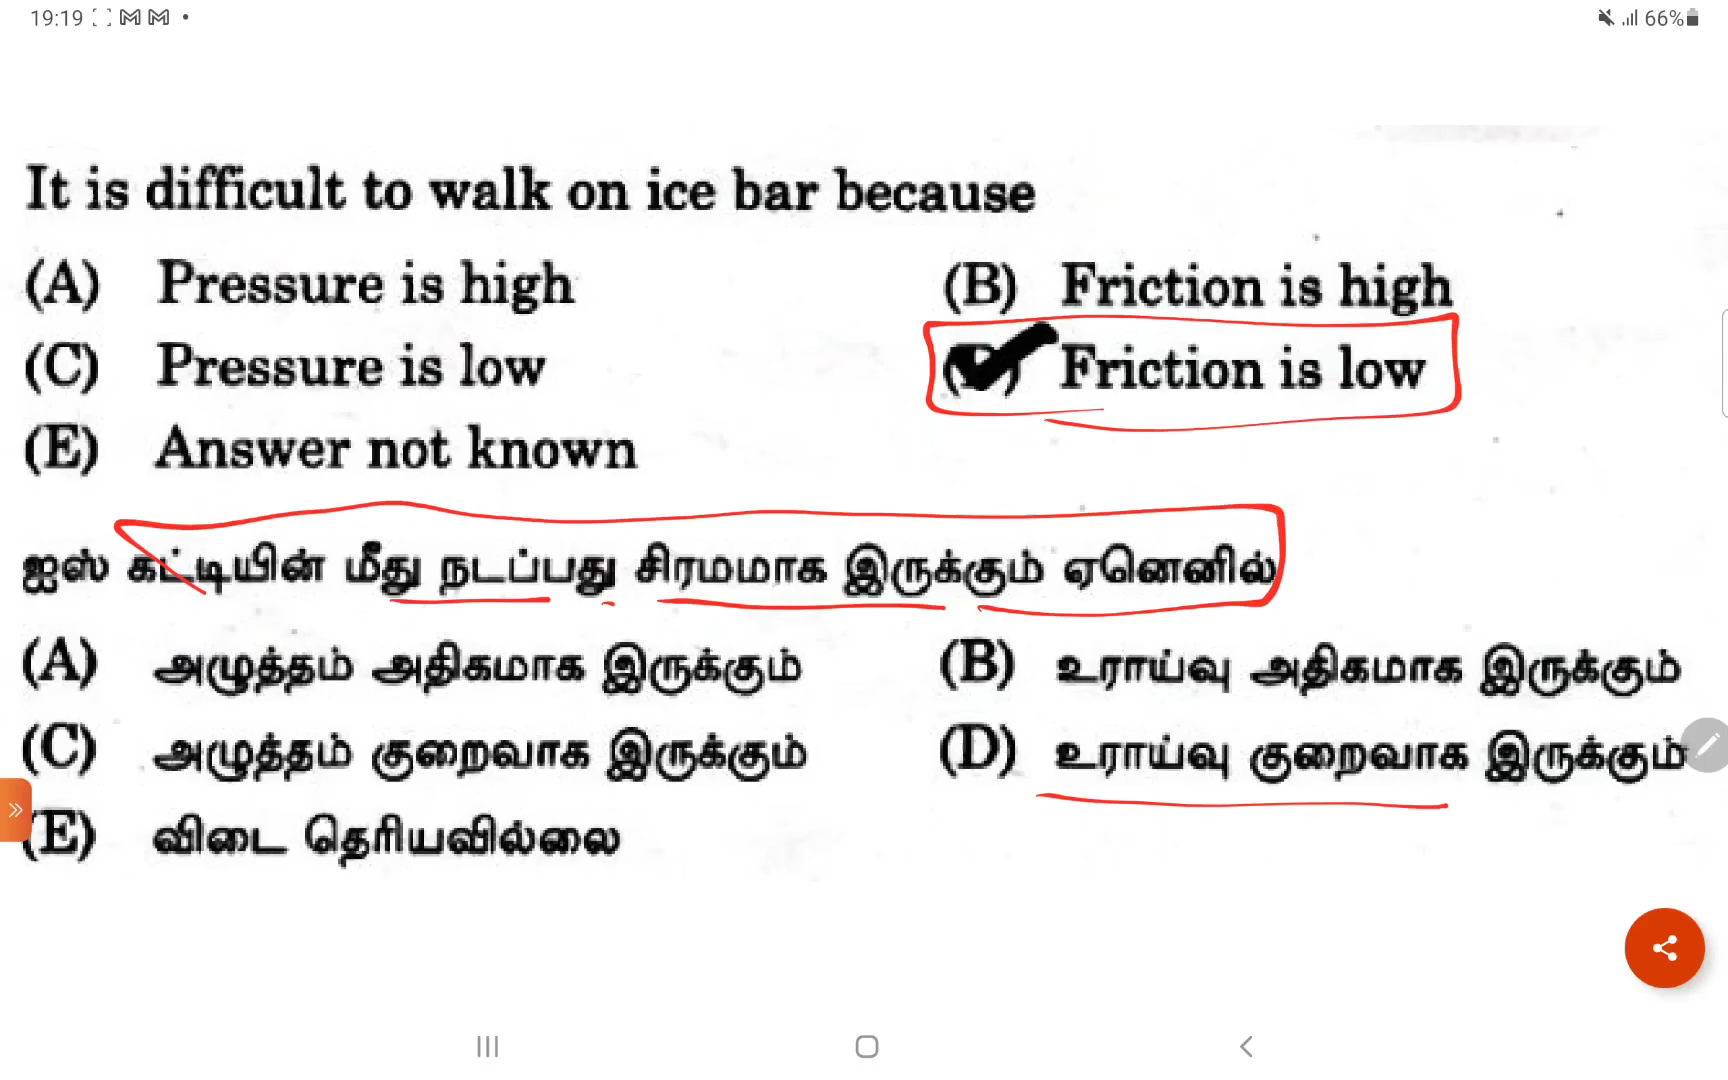 19:19 66%
It is difficult to walk on ice bar because
(A) Pressure is high (B) Friction is high
(C) Pressure is low Friction is low
(E) Answer not known
ஐஸ் கட்டியின் மீது நடப்பது சிரமமாக இருக்கும் ஏனெனில்
(A) அழுத்தம் அதிகமாக இருக்கும் (B) உராய்வு அதிகமாக இருக்கும்
(C) அழுத்தம் குறைவாக இருக்கும் (D) உராய்வு குறைவாக இருக்கும்
(E) விடை தெரியவில்லை